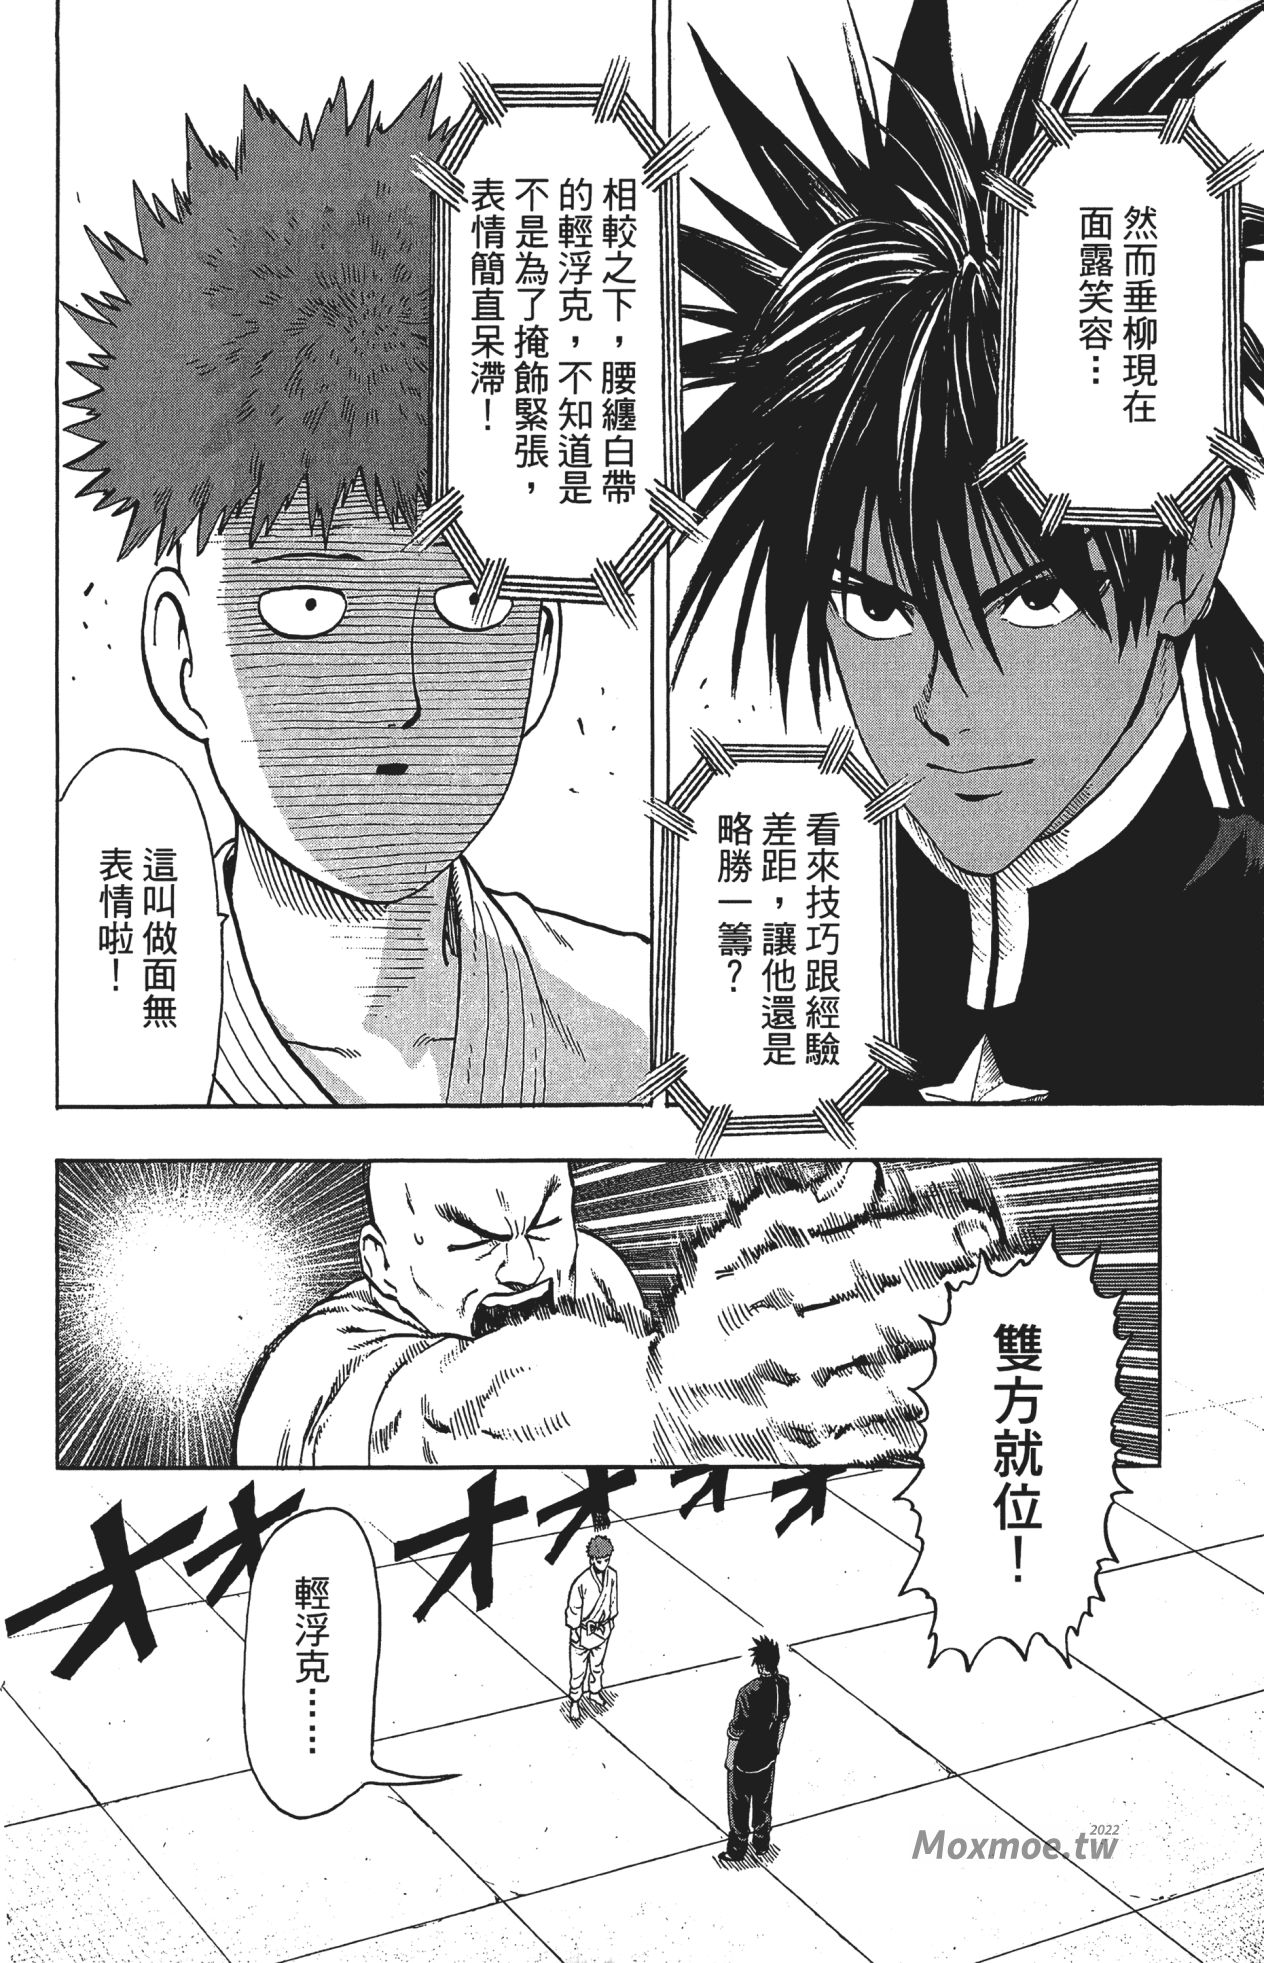 然而垂柳現在
面露笑容…
看來技巧跟經驗
差距，讓他還是
略勝一籌？
相較之下，腰纏白帶
的輕浮克，不知道是
不是為了掩飾緊張，
表情簡直呆滯！
這叫做面無
表情啦！
雙方就位！
オオオオオ
輕浮克……
2022
Moxmoe.tw